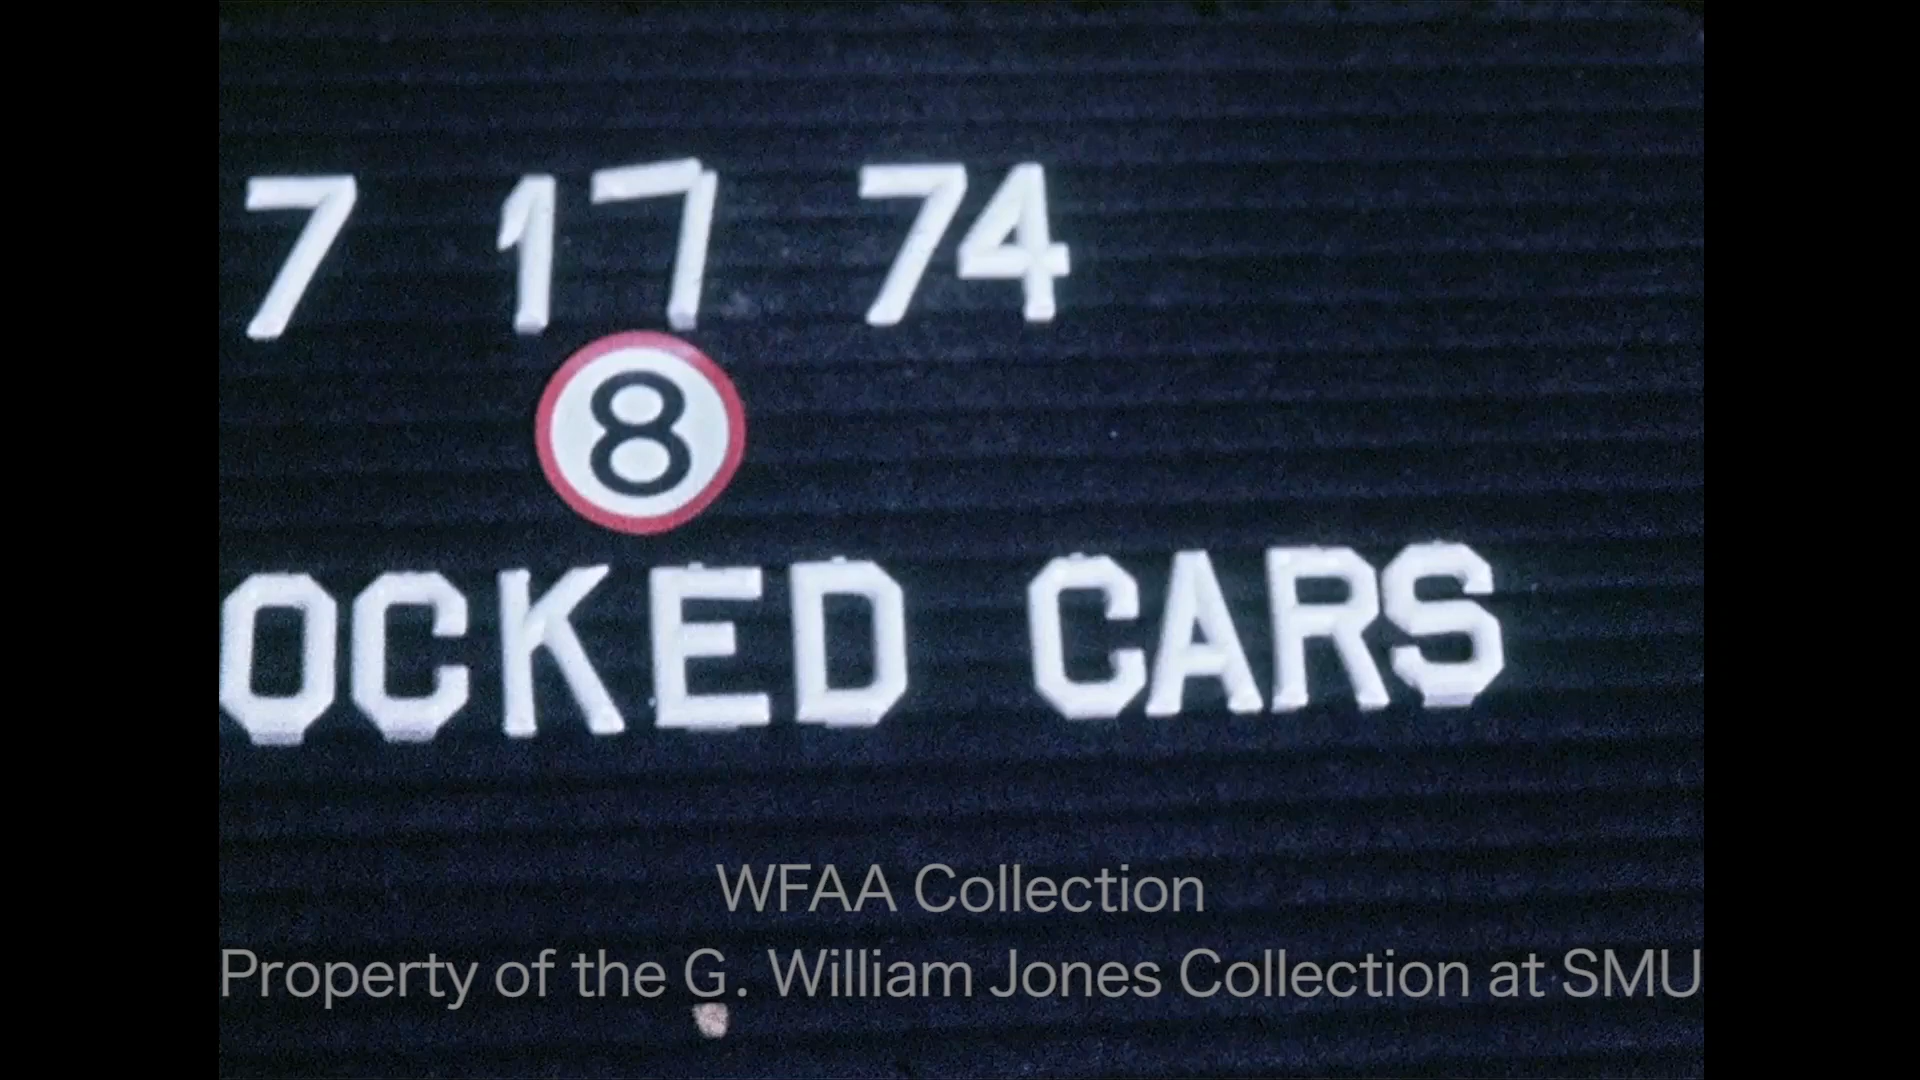 7 17 74
8
OCKED CARS
WFAA Collection
Property of the G. William Jones Collection at SMU